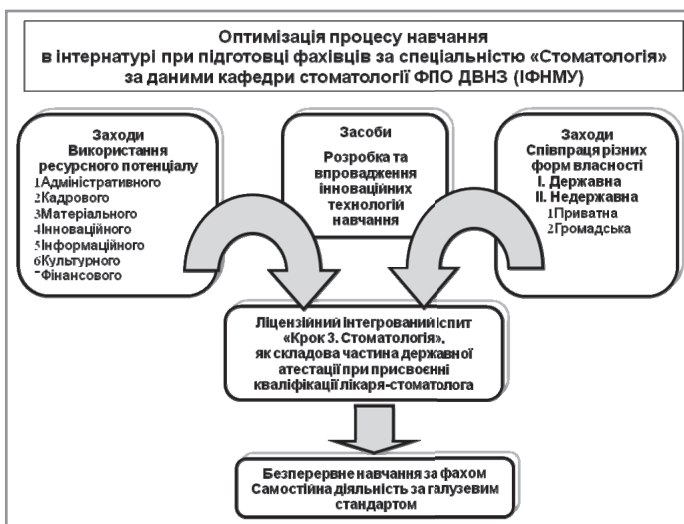 Оптимізація процесу навчання
в інтернатурі при підготовці фахівців за спеціальністю «Стоматологія»
за даними кафедри стоматології ФПО ДВНЗ (ІФНМУ)
Заходи
Використання
ресурсного потенціалу
1Адміністративного
2Кадрового
3Матеріального
4Інноваційного
5Інформаційного
6Культурного
7Фінансового
Засоби
Розробка та
впровадження
інноваційних
технологій
навчання
Заходи
Співпраця різних
форм власності
І. Державна
ІІ. Недержавна
1Приватна
2Громадська
Ліцензійний інтегрований іспит
«Крок 3. Стоматологія»,
як складова частина державної
атестації при присвоєнні
кваліфікації лікаря-стоматолога
Безперервне навчання за фахом
Самостійна діяльність за галузевим
стандартом